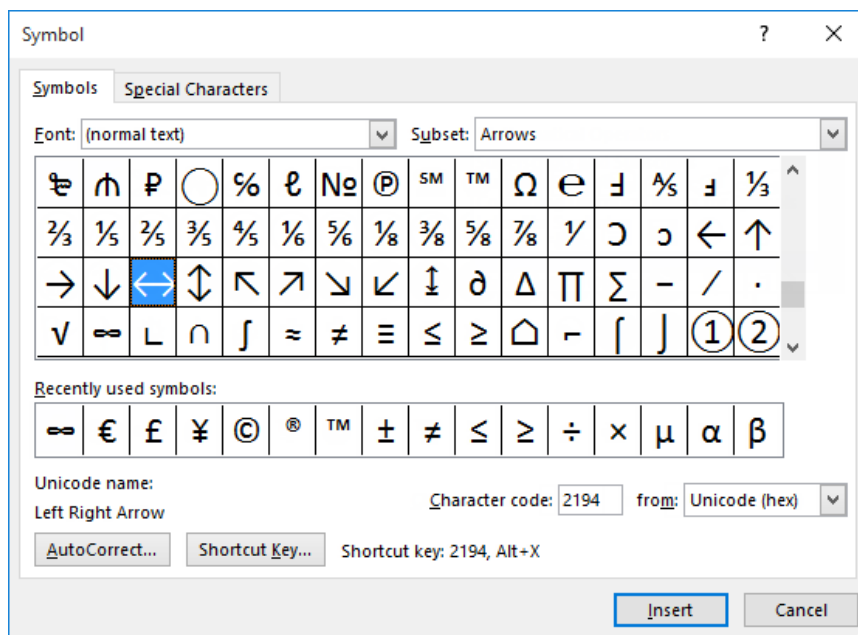 Symbol ? ×
Symbols Special Characters
Font: (normal text) Subset: Arrows
₻ ₼ ₽ ⃝ ℅ ℓ № ℗ ℠ ™ Ω ℮ Ⅎ ⅍ ⅎ ⅓
⅔ ⅕ ⅖ ⅗ ⅘ ⅙ ⅚ ⅛ ⅜ ⅝ ⅞ ⅟ Ↄ ↄ ← ↑
→ ↓ ↔ ↕ ↖ ↗ ↘ ↙ ↨ ∂ ∆ ∏ ∑ − ∕ ∙
√ ∞ ∟ ∩ ∫ ≈ ≠ ≡ ≤ ≥ ⌂ ⌐ ⌠ ⌡ ① ②
Recently used symbols:
∞ € £ ¥ © ® ™ ± ≠ ≤ ≥ ÷ × µ α β
Unicode name:
Left Right Arrow
Character code: 2194 from: Unicode (hex)
AutoCorrect... Shortcut Key... Shortcut key: 2194, Alt+X
Insert Cancel